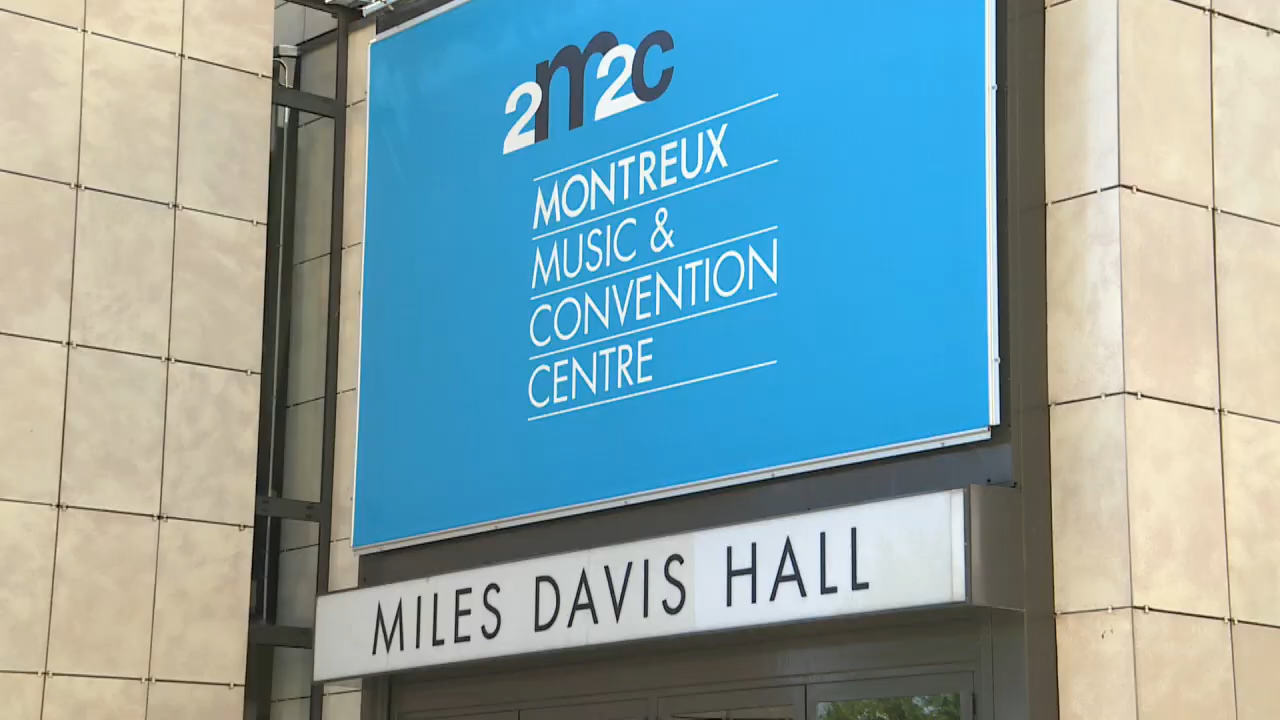 2m2c
MONTREUX
MUSIC &
CONVENTION
CENTRE
MILES DAVIS HALL